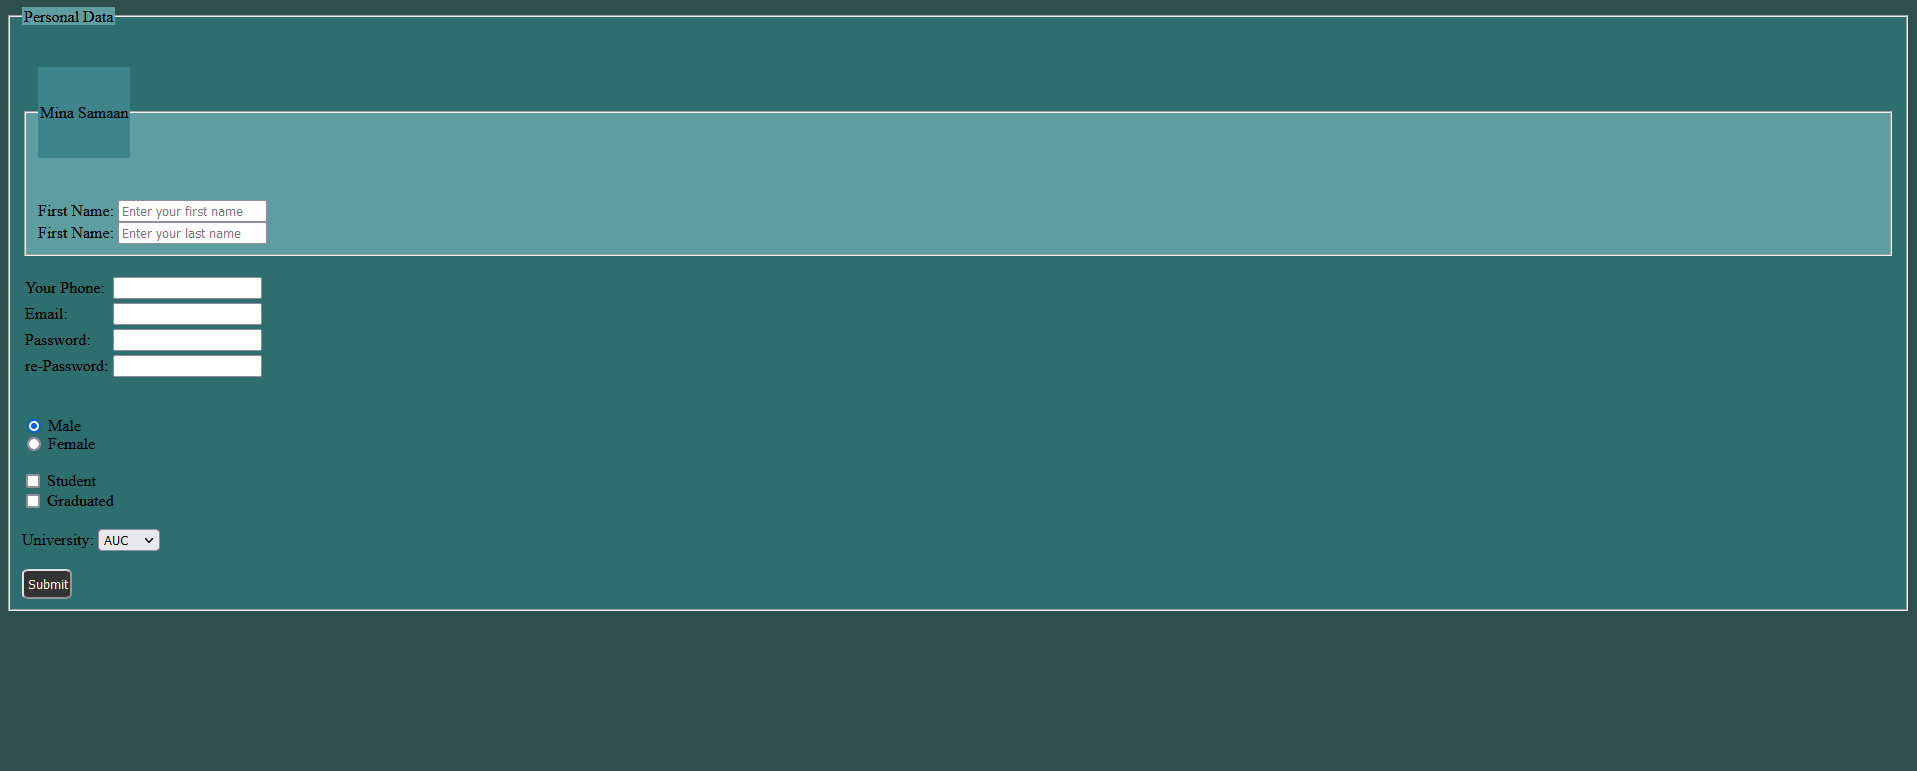 Personal Data
Mina Samaan
First Name: Enter your first name
First Name: Enter your last name
Your Phone:
Email:
Password:
re-Password:
Male
Female
Student
Graduated
University: AUC
Submit